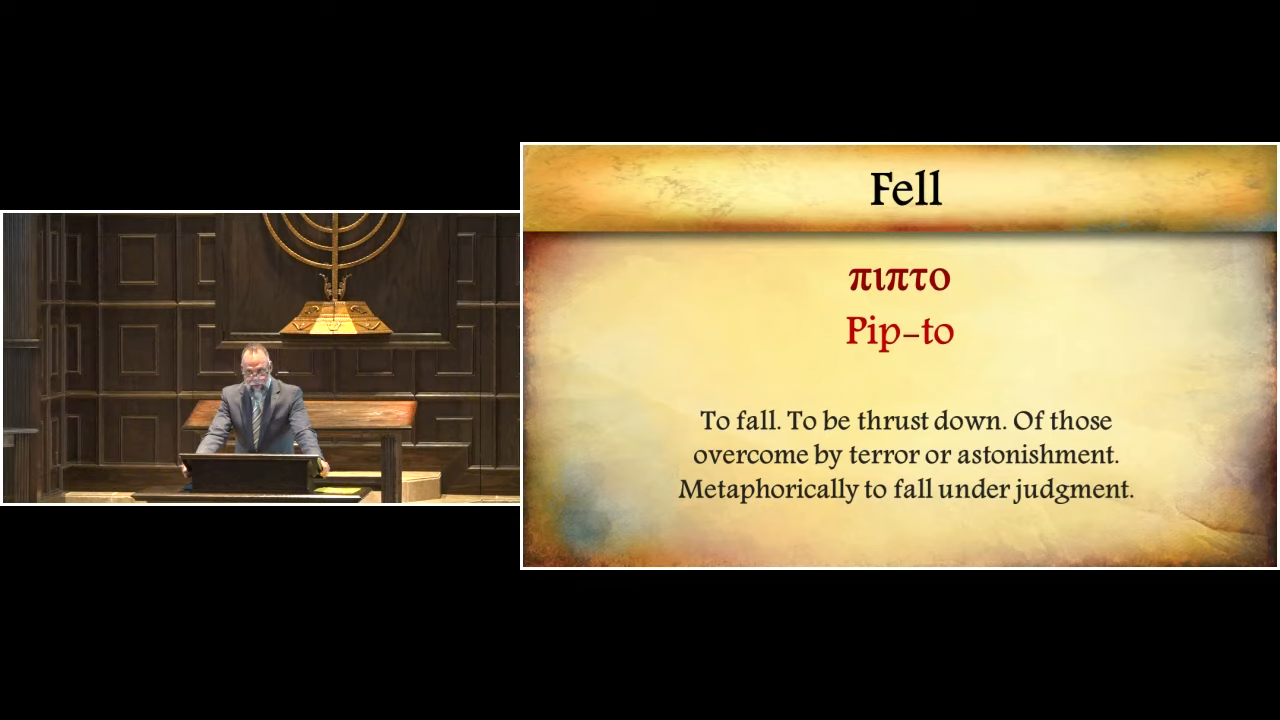 Fell
πιπτο
Pip-to
To fall. To be thrust down. Of those
overcome by terror or astonishment.
Metaphorically to fall under judgment.